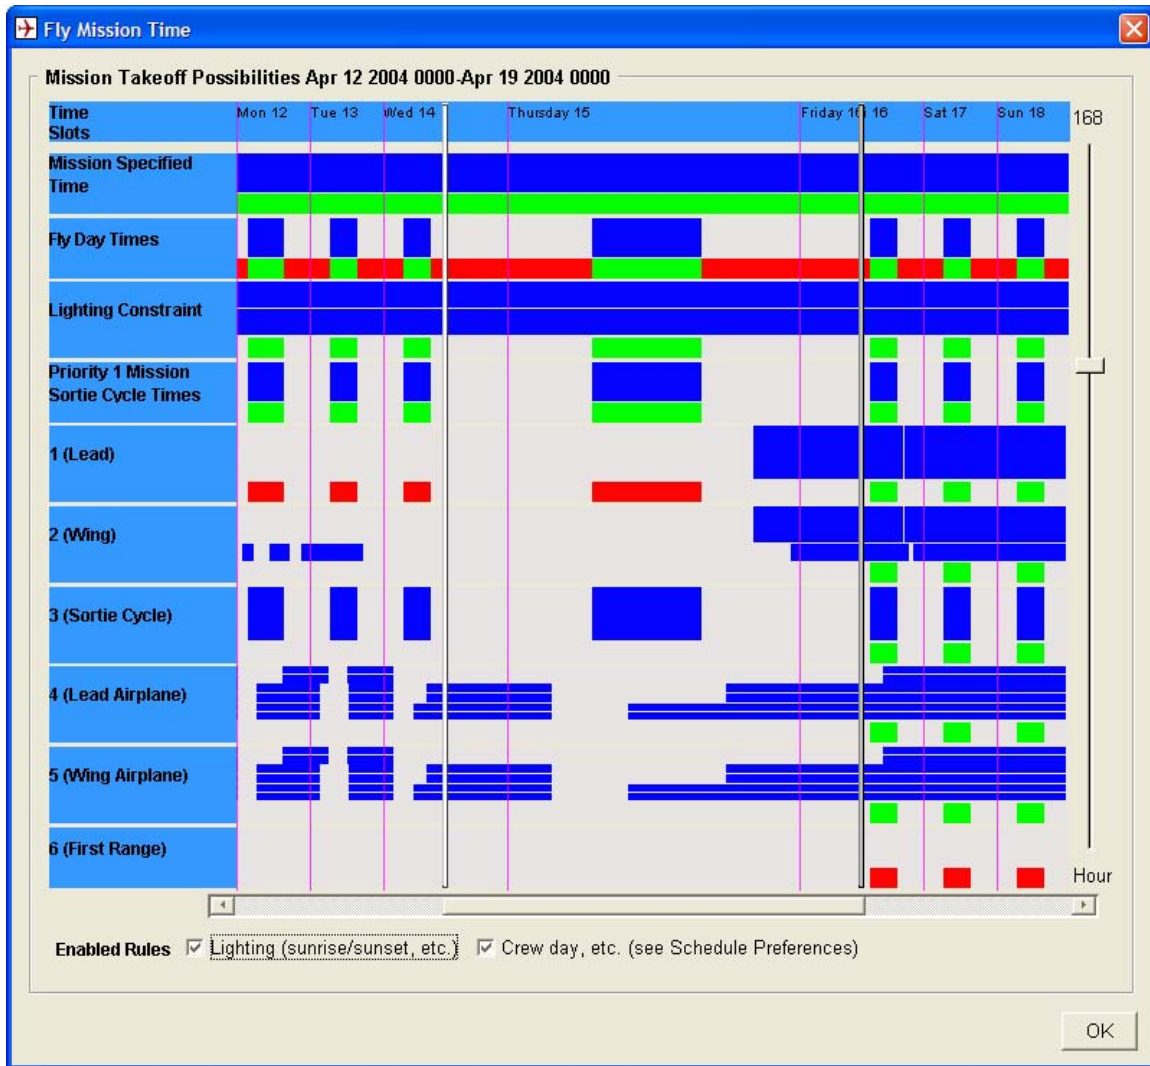 Fly Mission Time
Mission Takeoff Possibilities Apr 12 2004 0000-Apr 19 2004 0000
Time
Slots
Mon 12
Tue 13
Wed 14
Thursday 15
Friday 16
16
Sat 17
Sun 18
168
Mission Specified
Time
Fly Day Times
Lighting Constraint
Priority 1 Mission
Sortie Cycle Times
1 (Lead)
2 (Wing)
3 (Sortie Cycle)
4 (Lead Airplane)
5 (Wing Airplane)
6 (First Range)
Hour
Enabled Rules
Lighting (sunrise/sunset, etc.)
Crew day, etc. (see Schedule Preferences)
OK